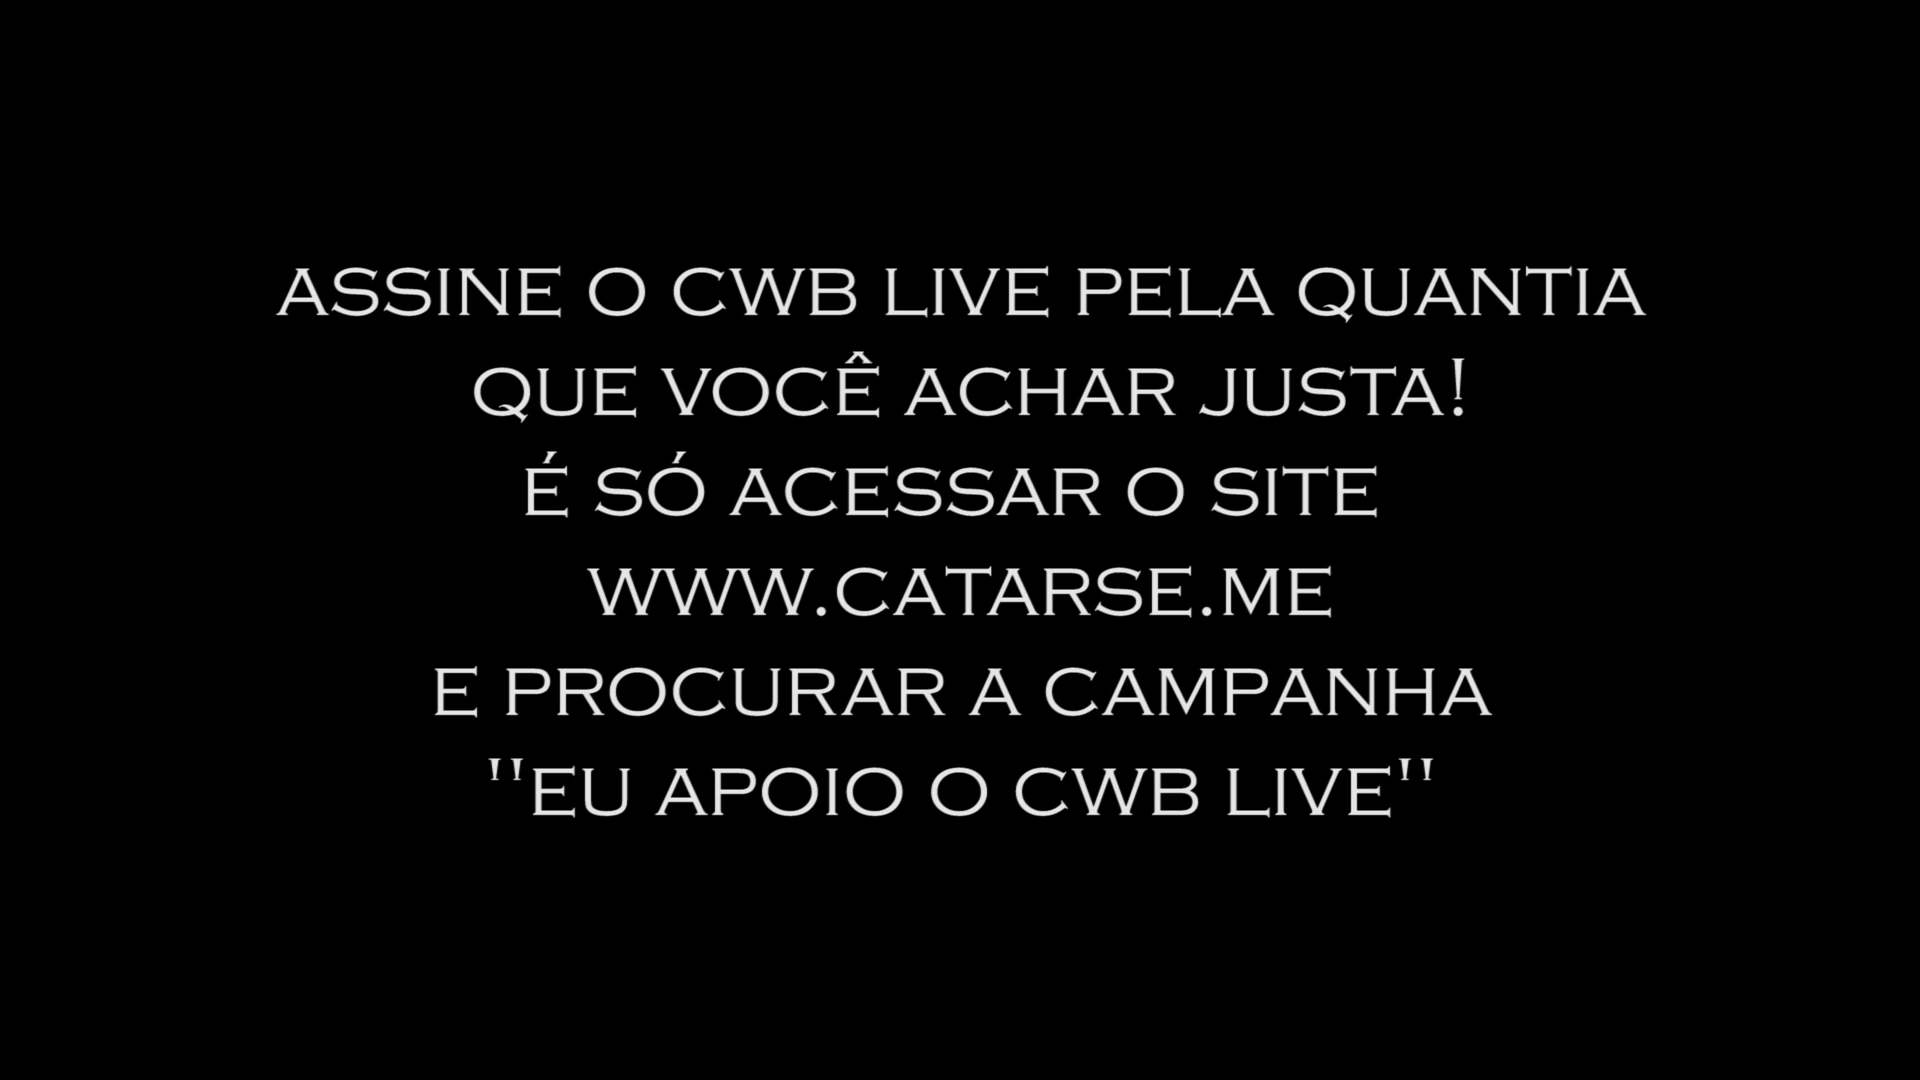 ASSINE O CWB LIVE PELA QUANTIA
QUE VOCÊ ACHAR JUSTA!
É SÓ ACESSAR O SITE
WWW.CATARSE.ME
E PROCURAR A CAMPANHA
"EU APOIO O CWB LIVE"